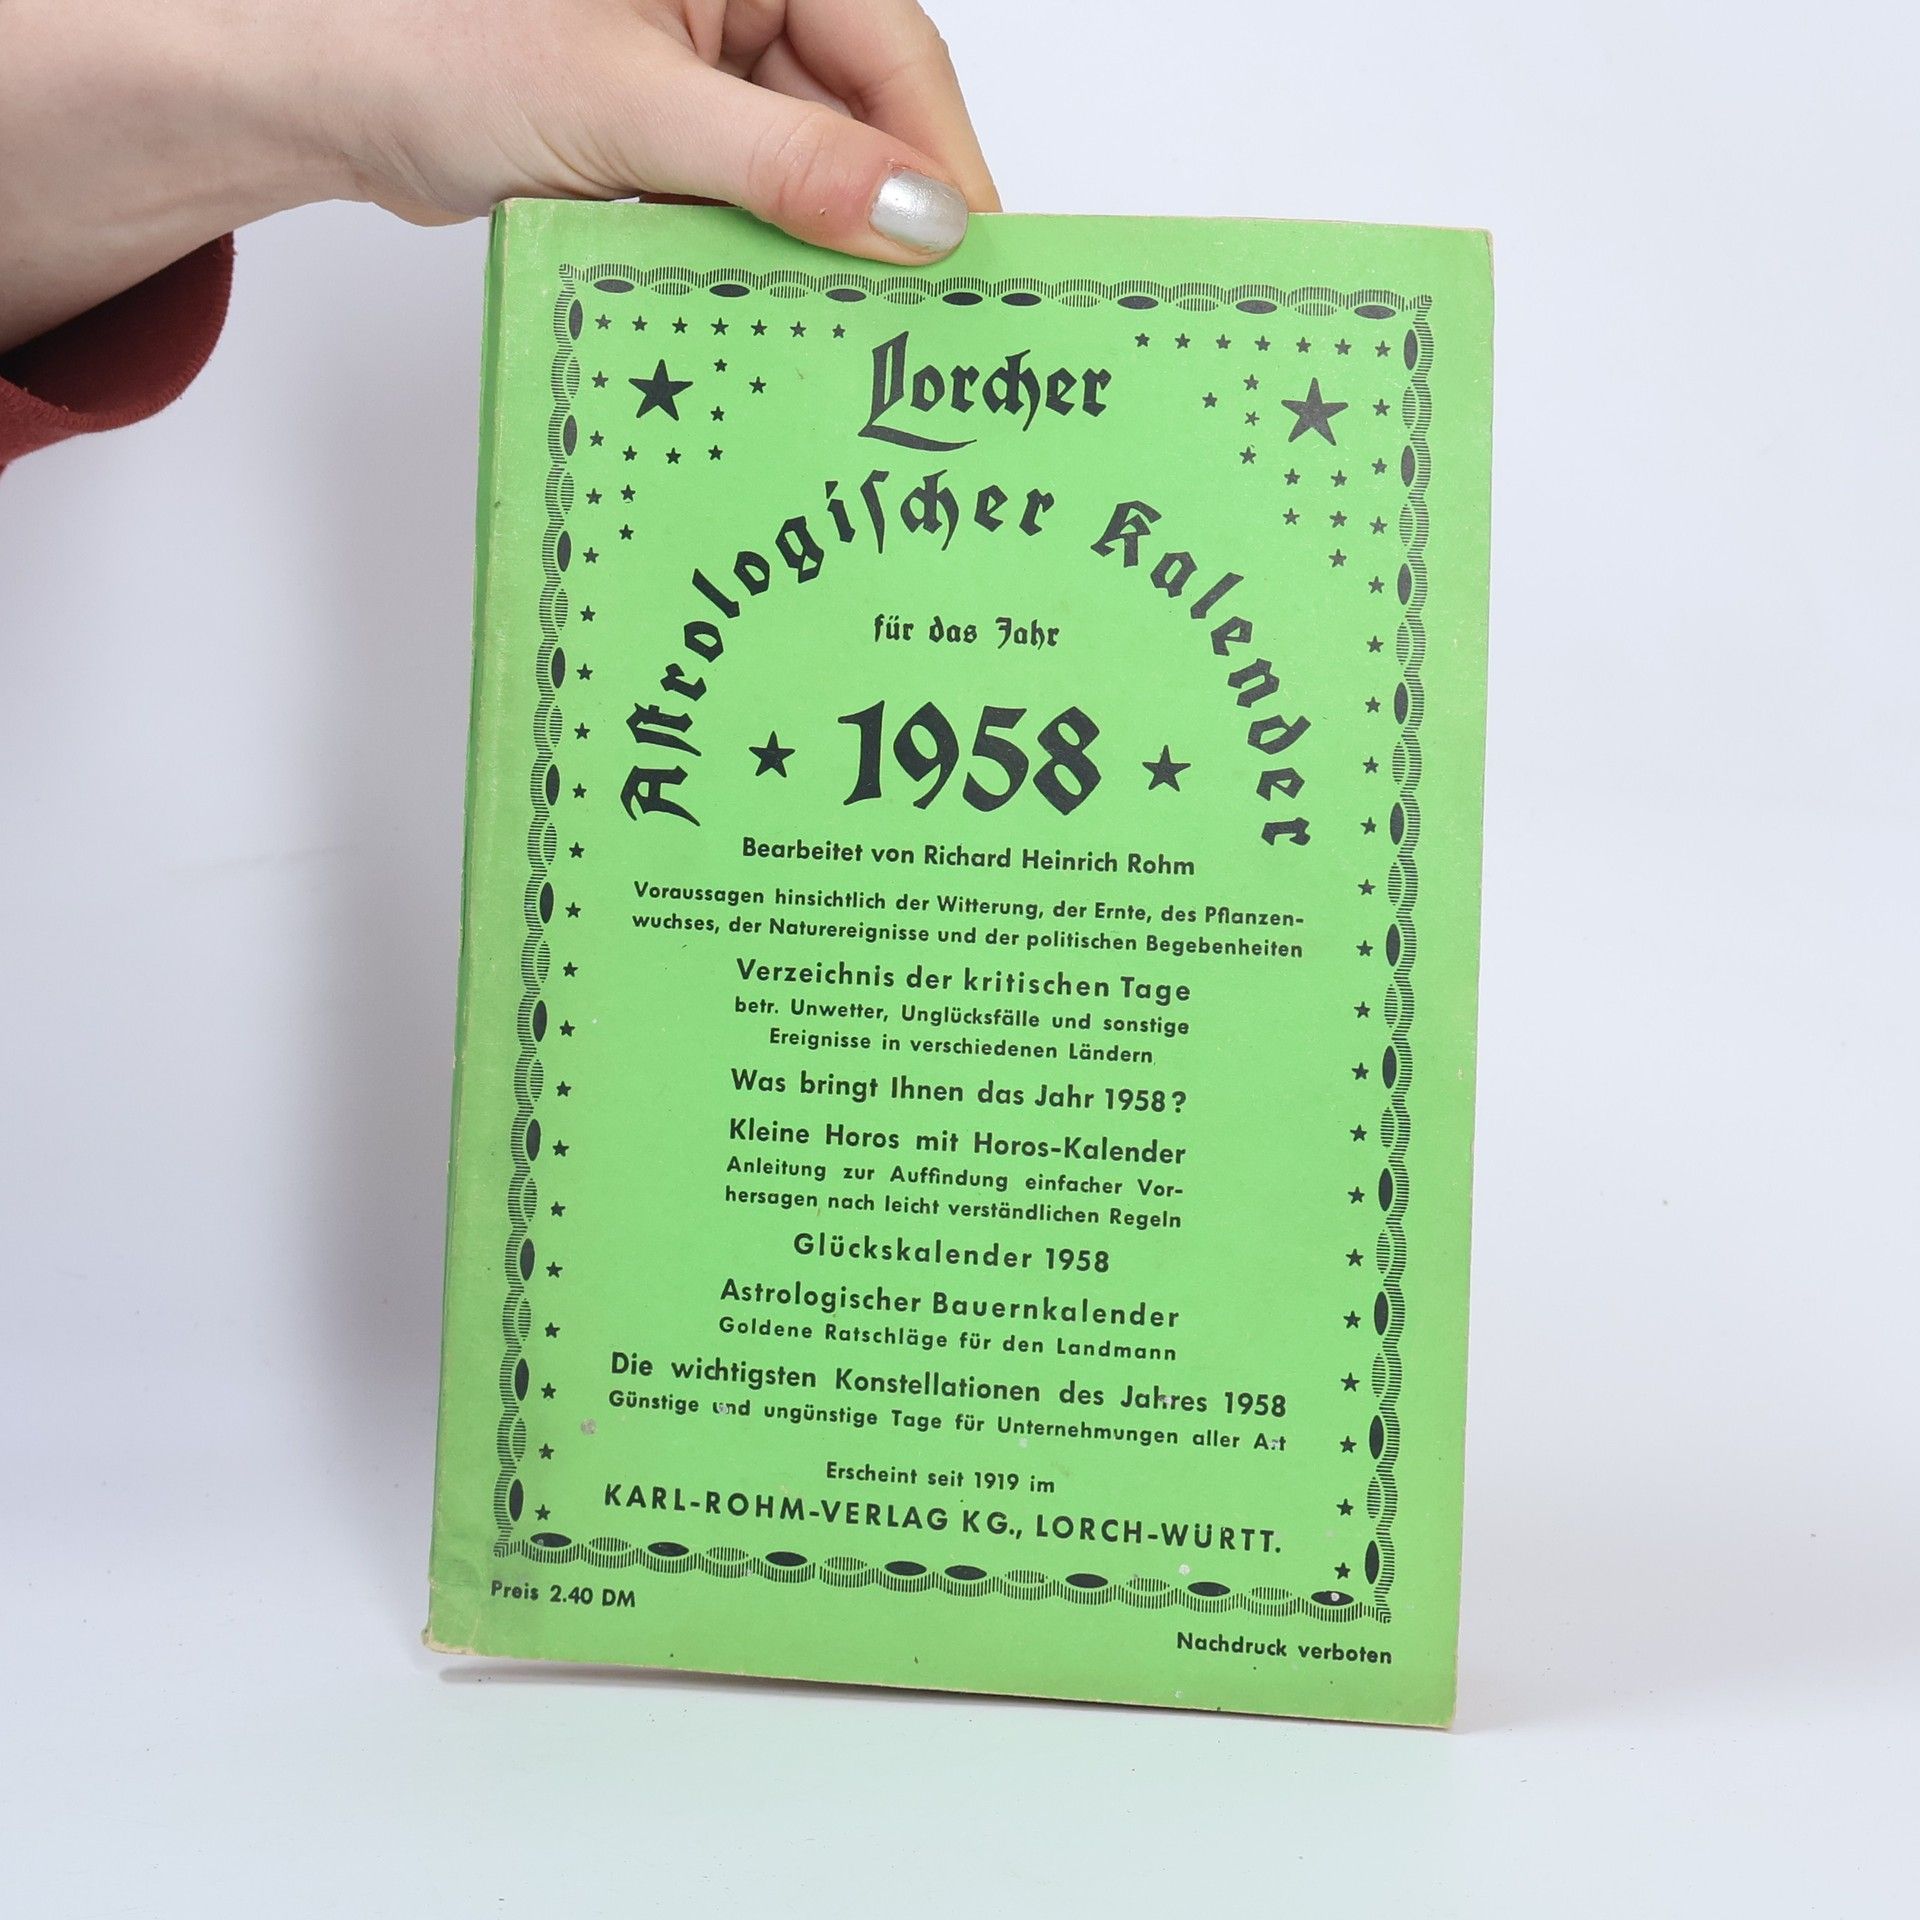 Lorcher
Astrologischer Kalender
für das Jahr
1958
Bearbeitet von Richard Heinrich Rohm
Voraussagen hinsichtlich der Witterung, der Ernte, des Pflanzen-
wuchses, der Naturereignisse und der politischen Begebenheiten
Verzeichnis der kritischen Tage
betr. Unwetter, Unglücksfälle und sonstige
Ereignisse in verschiedenen Ländern
Was bringt Ihnen das Jahr 1958?
Kleine Horos mit Horos-Kalender
Anleitung zur Auffindung einfacher Vor-
hersagen nach leicht verständlichen Regeln
Glückskalender 1958
Astrologischer Bauernkalender
Goldene Ratschläge für den Landmann
Die wichtigsten Konstellationen des Jahres 1958
Günstige und ungünstige Tage für Unternehmungen aller Art
Erscheint seit 1919 im
KARL-ROHM-VERLAG KG., LORCH-WÜRTT.
Preis 2.40 DM
Nachdruck verboten